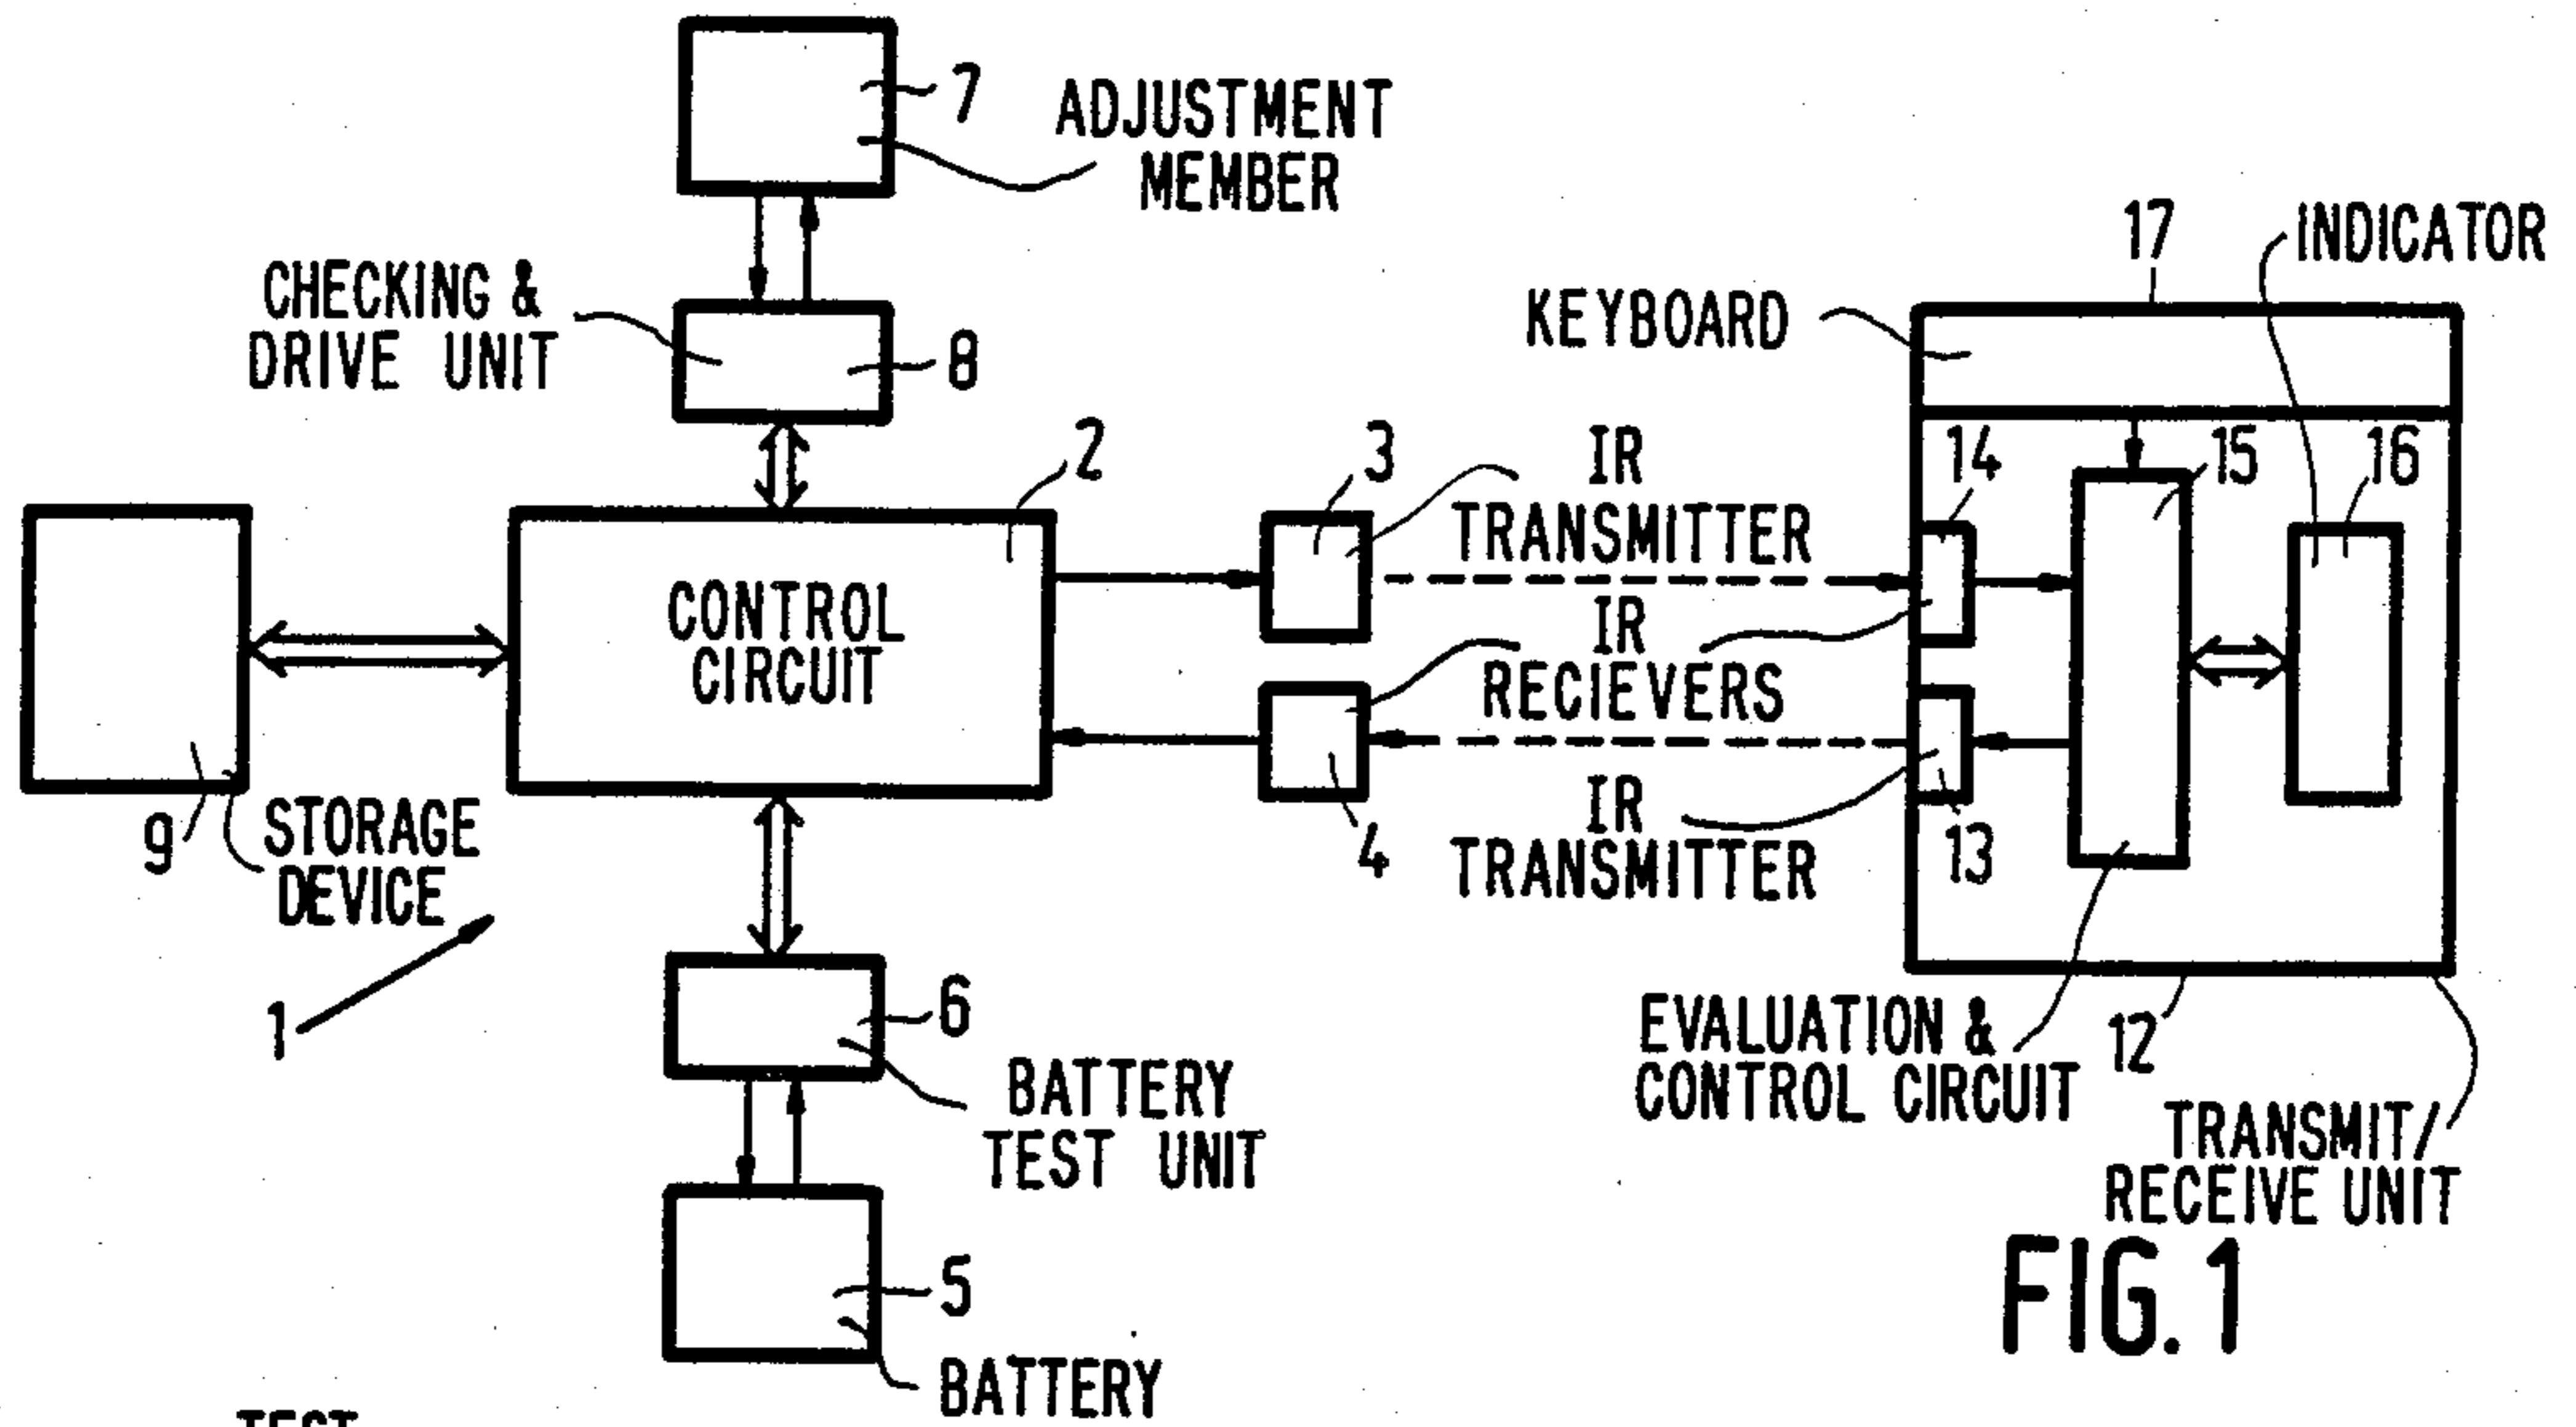 7
ADJUSTMENT
MEMBER
CHECKING &
DRIVE UNIT
8
17
INDICATOR
KEYBOARD
2
3
IR
TRANSMITTER
14
15
16
CONTROL
CIRCUIT
IR
RECIEVERS
9
STORAGE
DEVICE
4
IR
TRANSMITTER
13
1
6
BATTERY
TEST UNIT
EVALUATION &
CONTROL CIRCUIT
12
TRANSMIT/
RECEIVE UNIT
5
BATTERY
FIG. 1